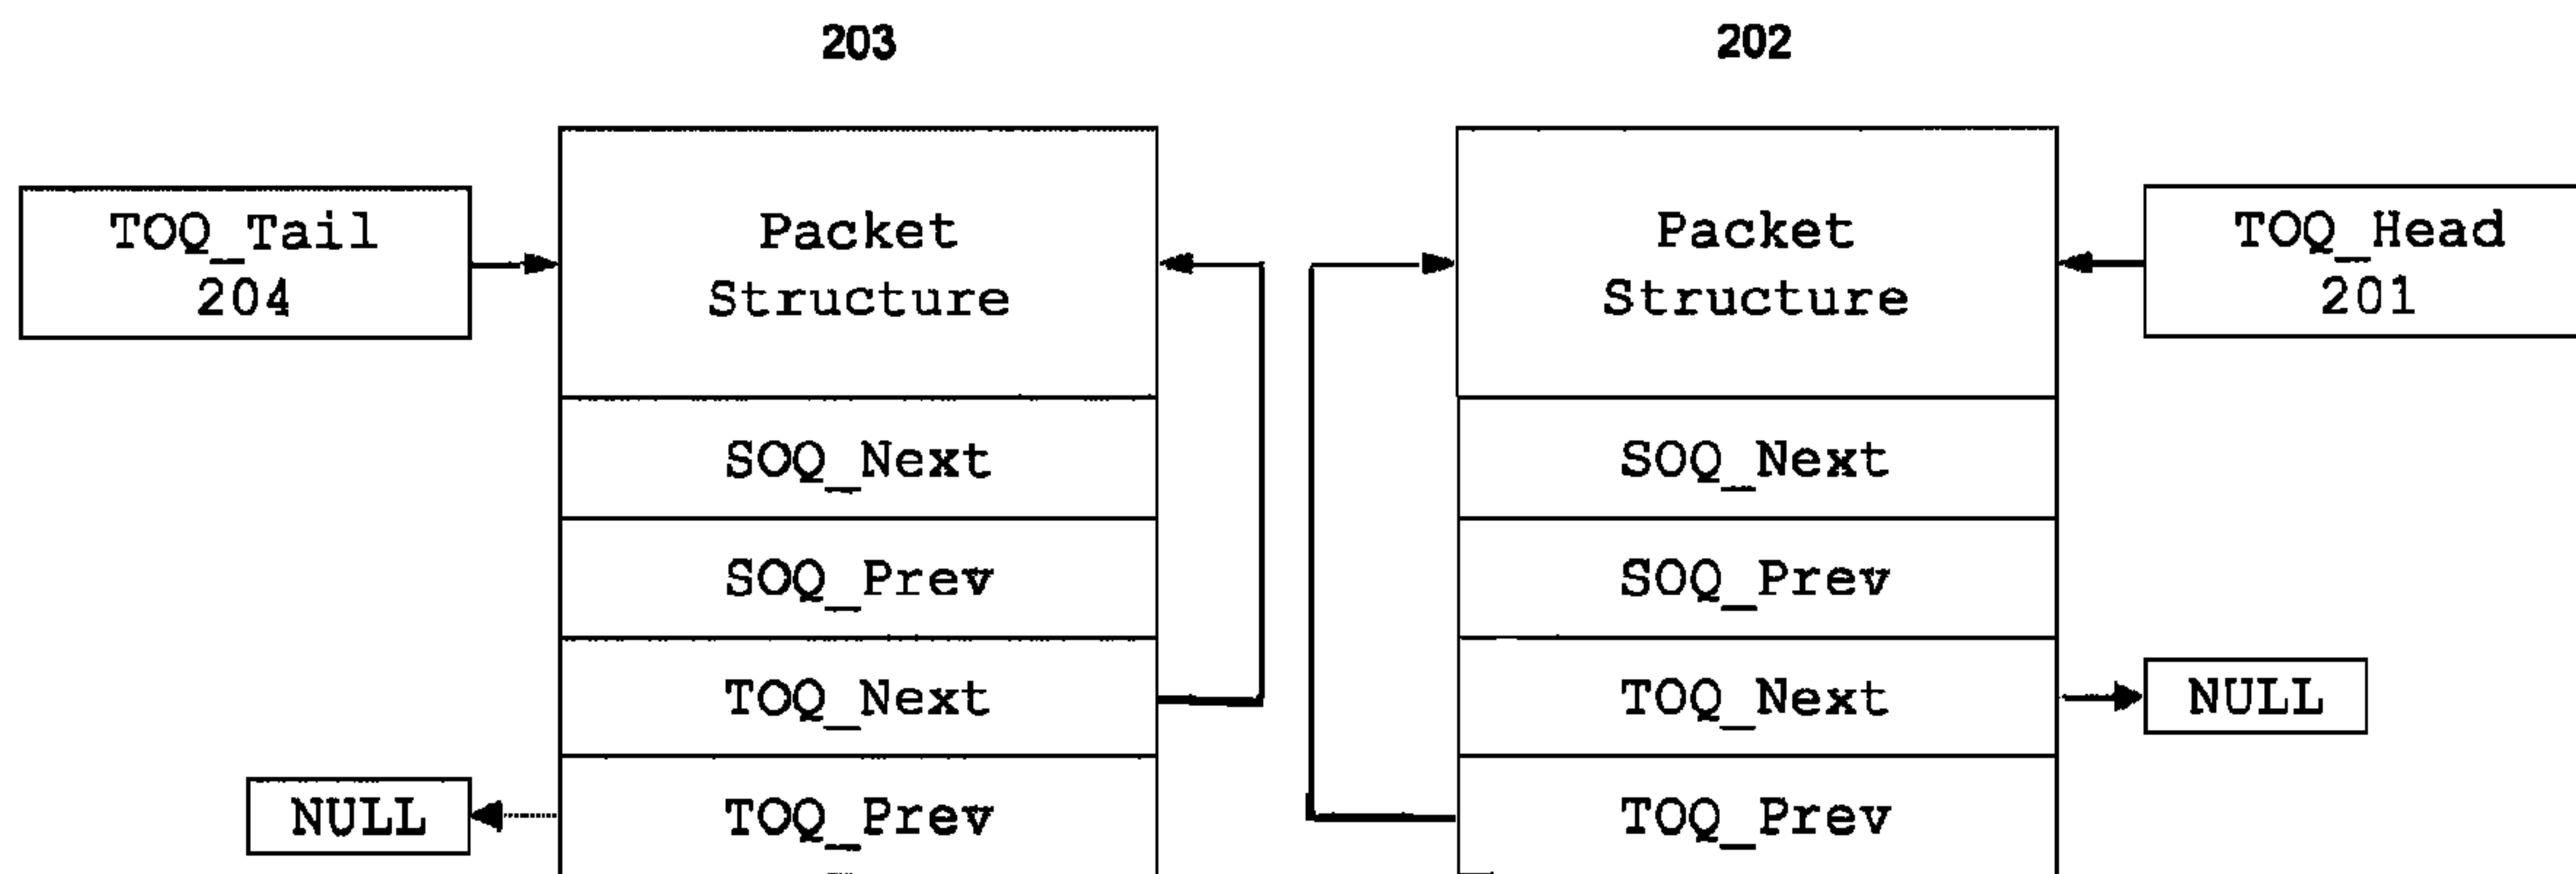 203
202
TOQ_Tail
204
Packet
Structure
Packet
Structure
TOQ_Head
201
SOQ_Next
SOQ_Next
SOQ_Prev
SOQ_Prev
TOQ_Next
TOQ_Next
NULL
NULL
TOQ_Prev
TOQ_Prev